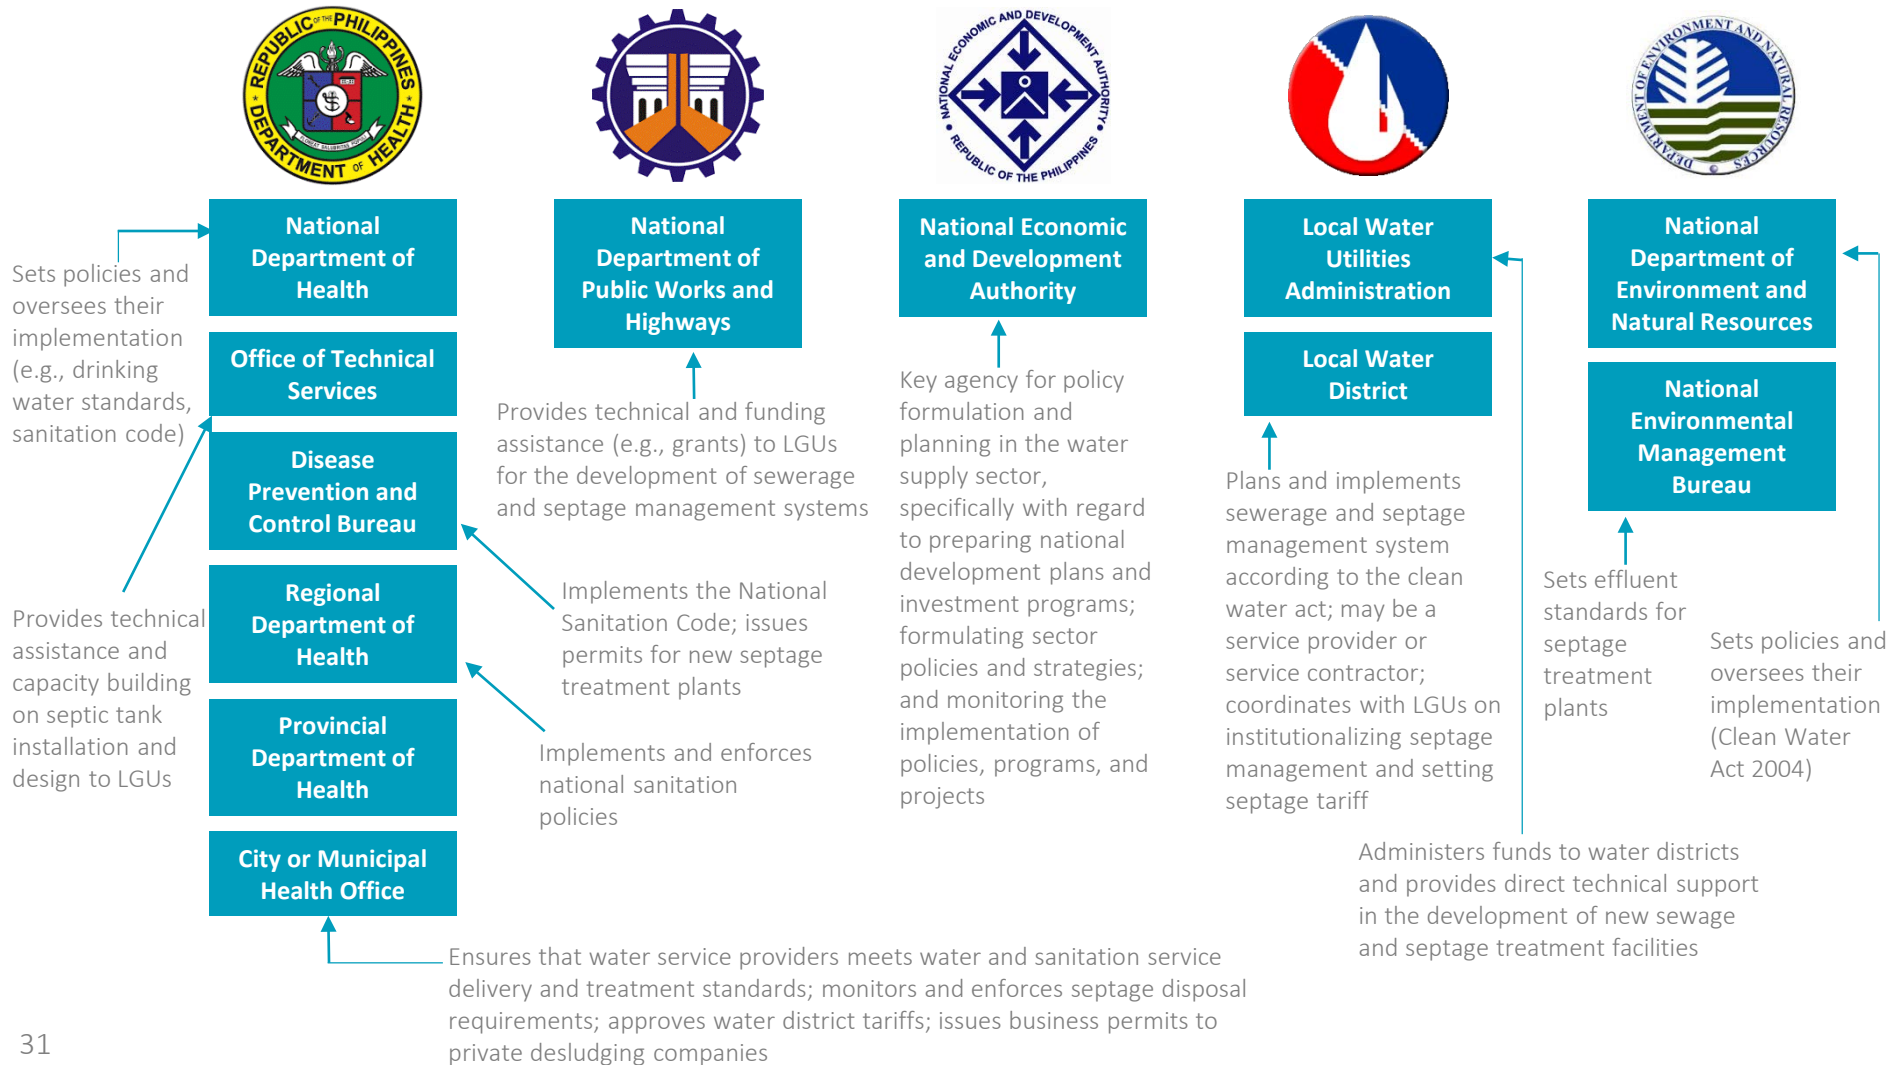 REPUBLIC OF THE PHILIPPINES
DEPARTMENT OF HEALTH
NATIONAL ECONOMIC AND DEVELOPMENT AUTHORITY
REPUBLIC OF THE PHILIPPINES
DEPARTMENT OF ENVIRONMENT AND NATURAL RESOURCES
National
Department of
Health
Office of Technical
Services
Disease
Prevention and
Control Bureau
Regional
Department of
Health
Provincial
Department of
Health
City or Municipal
Health Office
Sets policies and
oversees their
implementation
(e.g., drinking
water standards,
sanitation code)
Provides technical
assistance and
capacity building
on septic tank
installation and
design to LGUs
National
Department of
Public Works and
Highways
Provides technical and funding
assistance (e.g., grants) to LGUs
for the development of sewerage
and septage management systems
Implements the National
Sanitation Code; issues
permits for new septage
treatment plants
Implements and enforces
national sanitation
policies
National Economic
and Development
Authority
Key agency for policy
formulation and
planning in the water
supply sector,
specifically with regard
to preparing national
development plans and
investment programs;
formulating sector
policies and strategies;
and monitoring the
implementation of
policies, programs, and
projects
Local Water
Utilities
Administration
Local Water
District
Plans and implements
sewerage and septage
management system
according to the clean
water act; may be a
service provider or
service contractor;
coordinates with LGUs on
institutionalizing septage
management and setting
septage tariff
National
Department of
Environment and
Natural Resources
National
Environmental
Management
Bureau
Sets effluent
standards for
septage
treatment
plants
Sets policies and
oversees their
implementation
(Clean Water
Act 2004)
Administers funds to water districts
and provides direct technical support
in the development of new sewage
and septage treatment facilities
Ensures that water service providers meets water and sanitation service
delivery and treatment standards; monitors and enforces septage disposal
requirements; approves water district tariffs; issues business permits to
private desludging companies
31